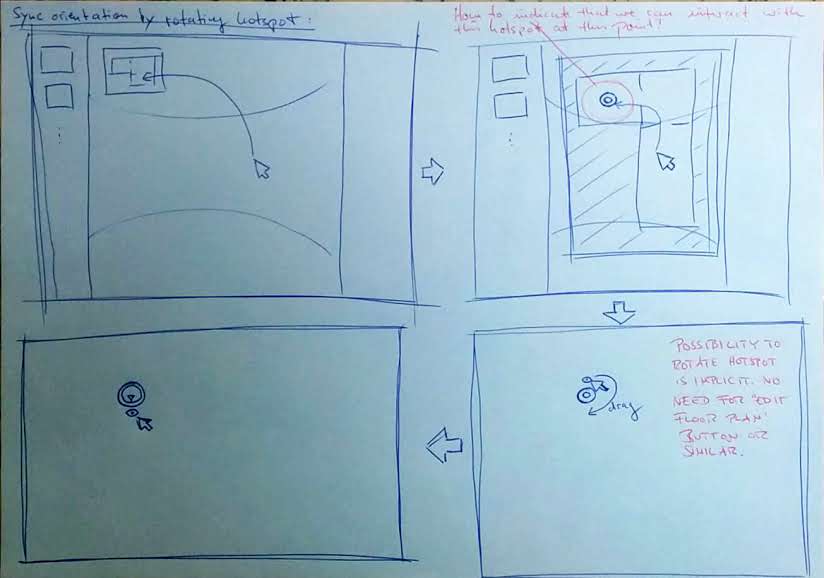 Sync orientation by rotating hotspot:
How to indicate that we can interact with
this hotspot at this point?
POSSIBILITY TO
ROTATE HOTSPOT
IS IMPLICIT. NO
NEED FOR "EDIT
FLOOR PLAN"
BUTTON OR
SIMILAR.
drag